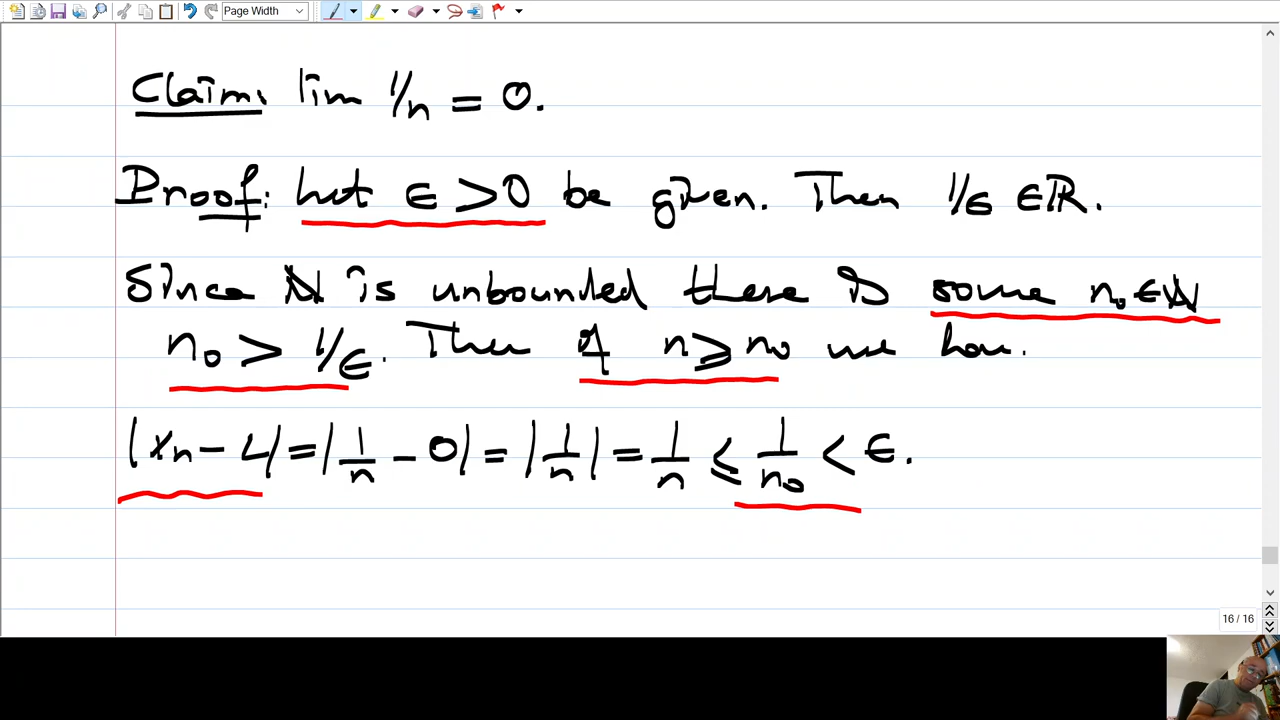 Page Width
Claim: lim 1/n = 0.
Proof: Let ϵ > 0 be given. Then 1/ϵ ∈ ℝ.
Since ℕ is unbounded there is some n₀ ∈ ℕ
n₀ > 1/ϵ. Then if n ⩾ n₀ we have.
|xₙ - L| = |1/n - 0| = |1/n| = 1/n ≤ 1/n₀ < ϵ.
16 / 16